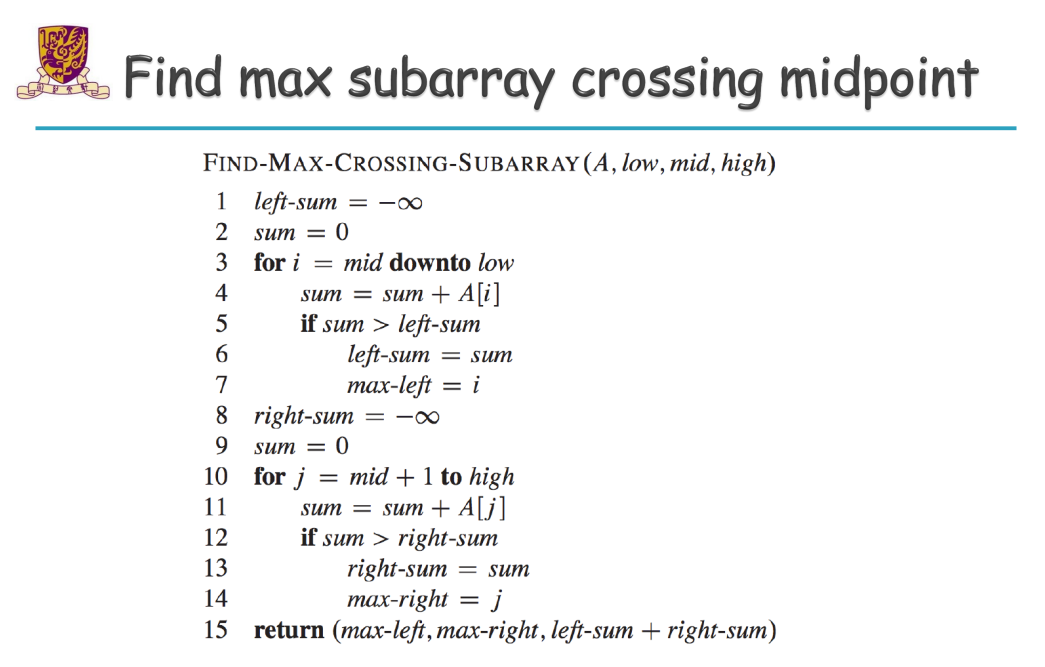 Find max subarray crossing midpoint
FIND-MAX-CROSSING-SUBARRAY(A, low, mid, high)
1 left-sum = −∞
2 sum = 0
3 for i = mid downto low
4 sum = sum + A[i]
5 if sum > left-sum
6 left-sum = sum
7 max-left = i
8 right-sum = −∞
9 sum = 0
10 for j = mid + 1 to high
11 sum = sum + A[j]
12 if sum > right-sum
13 right-sum = sum
14 max-right = j
15 return (max-left, max-right, left-sum + right-sum)